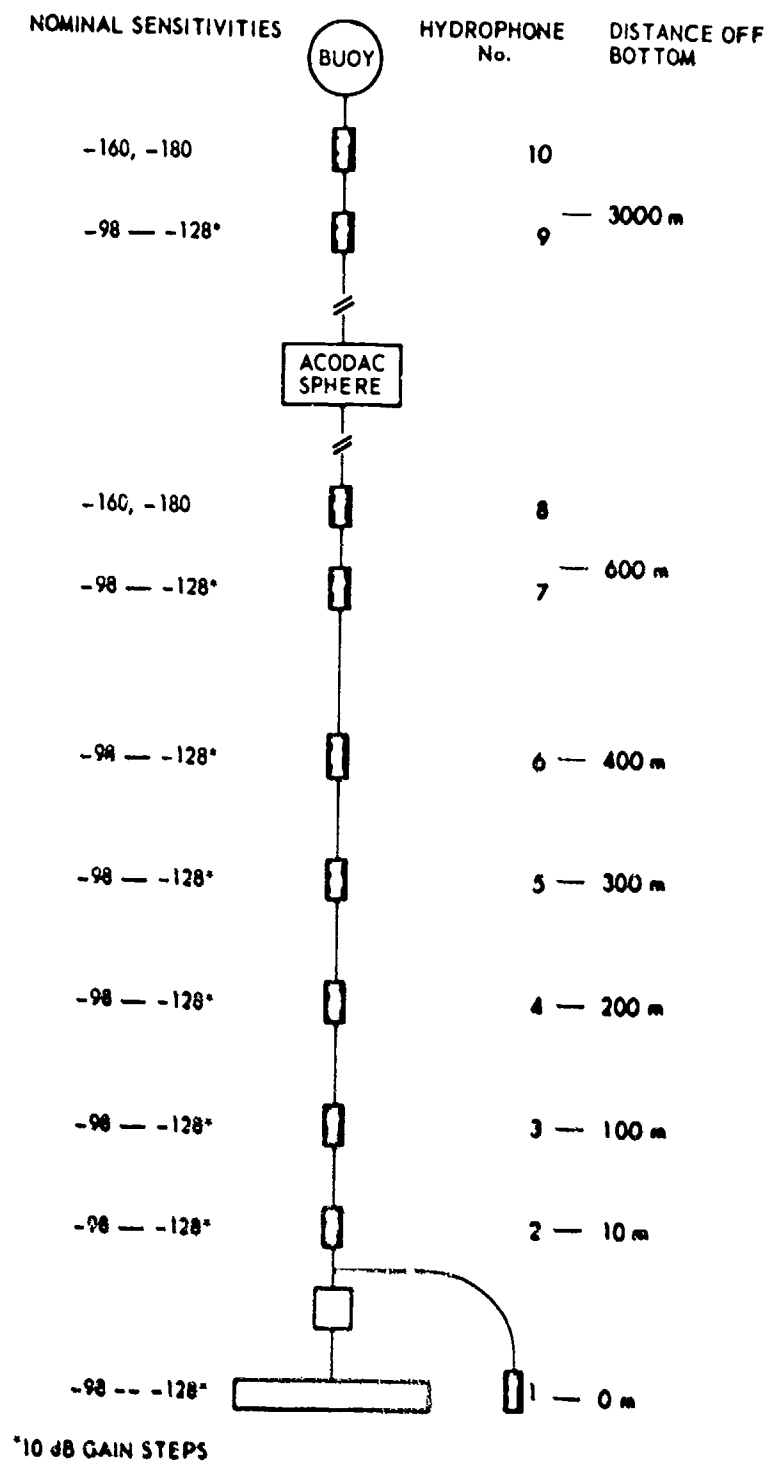 NOMINAL SENSITIVITIES BUOY HYDROPHONE No. DISTANCE OFF BOTTOM
-160, -180 10
— 3000 m
-98 — -128* 9
ACODAC SPHERE
-160, -180 8
— 600 m
-98 — -128* 7
-98 — -128* 6 — 400 m
-98 — -128* 5 — 300 m
-98 — -128* 4 — 200 m
-98 — -128* 3 — 100 m
-98 — -128* 2 — 10 m
-98 -- -128* 1 — 0 m
*10 dB GAIN STEPS